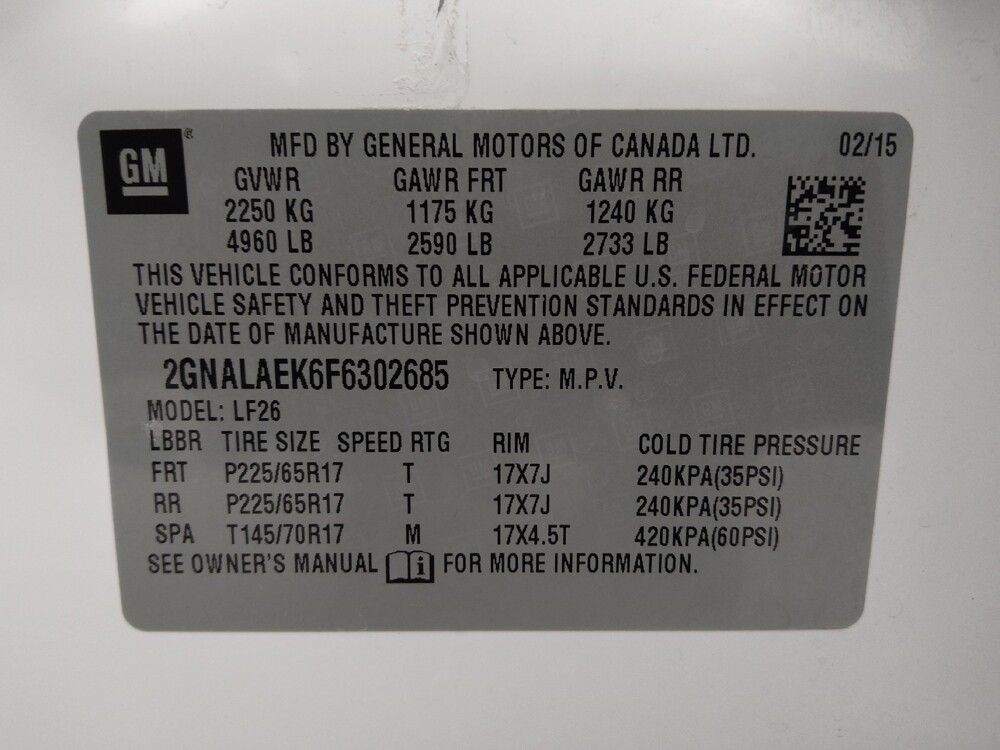 GM® MFD BY GENERAL MOTORS OF CANADA LTD. 02/15
GVWR GAWR FRT GAWR RR
2250 KG 1175 KG 1240 KG
4960 LB 2590 LB 2733 LB
THIS VEHICLE CONFORMS TO ALL APPLICABLE U.S. FEDERAL MOTOR
VEHICLE SAFETY AND THEFT PREVENTION STANDARDS IN EFFECT ON
THE DATE OF MANUFACTURE SHOWN ABOVE.
2GNALAEK6F6302685 TYPE: M.P.V.
MODEL: LF26
LBBR TIRE SIZE SPEED RTG RIM COLD TIRE PRESSURE
FRT P225/65R17 T 17X7J 240KPA(35PSI)
RR P225/65R17 T 17X7J 240KPA(35PSI)
SPA T145/70R17 M 17X4.5T 420KPA(60PSI)
SEE OWNER'S MANUAL i FOR MORE INFORMATION.